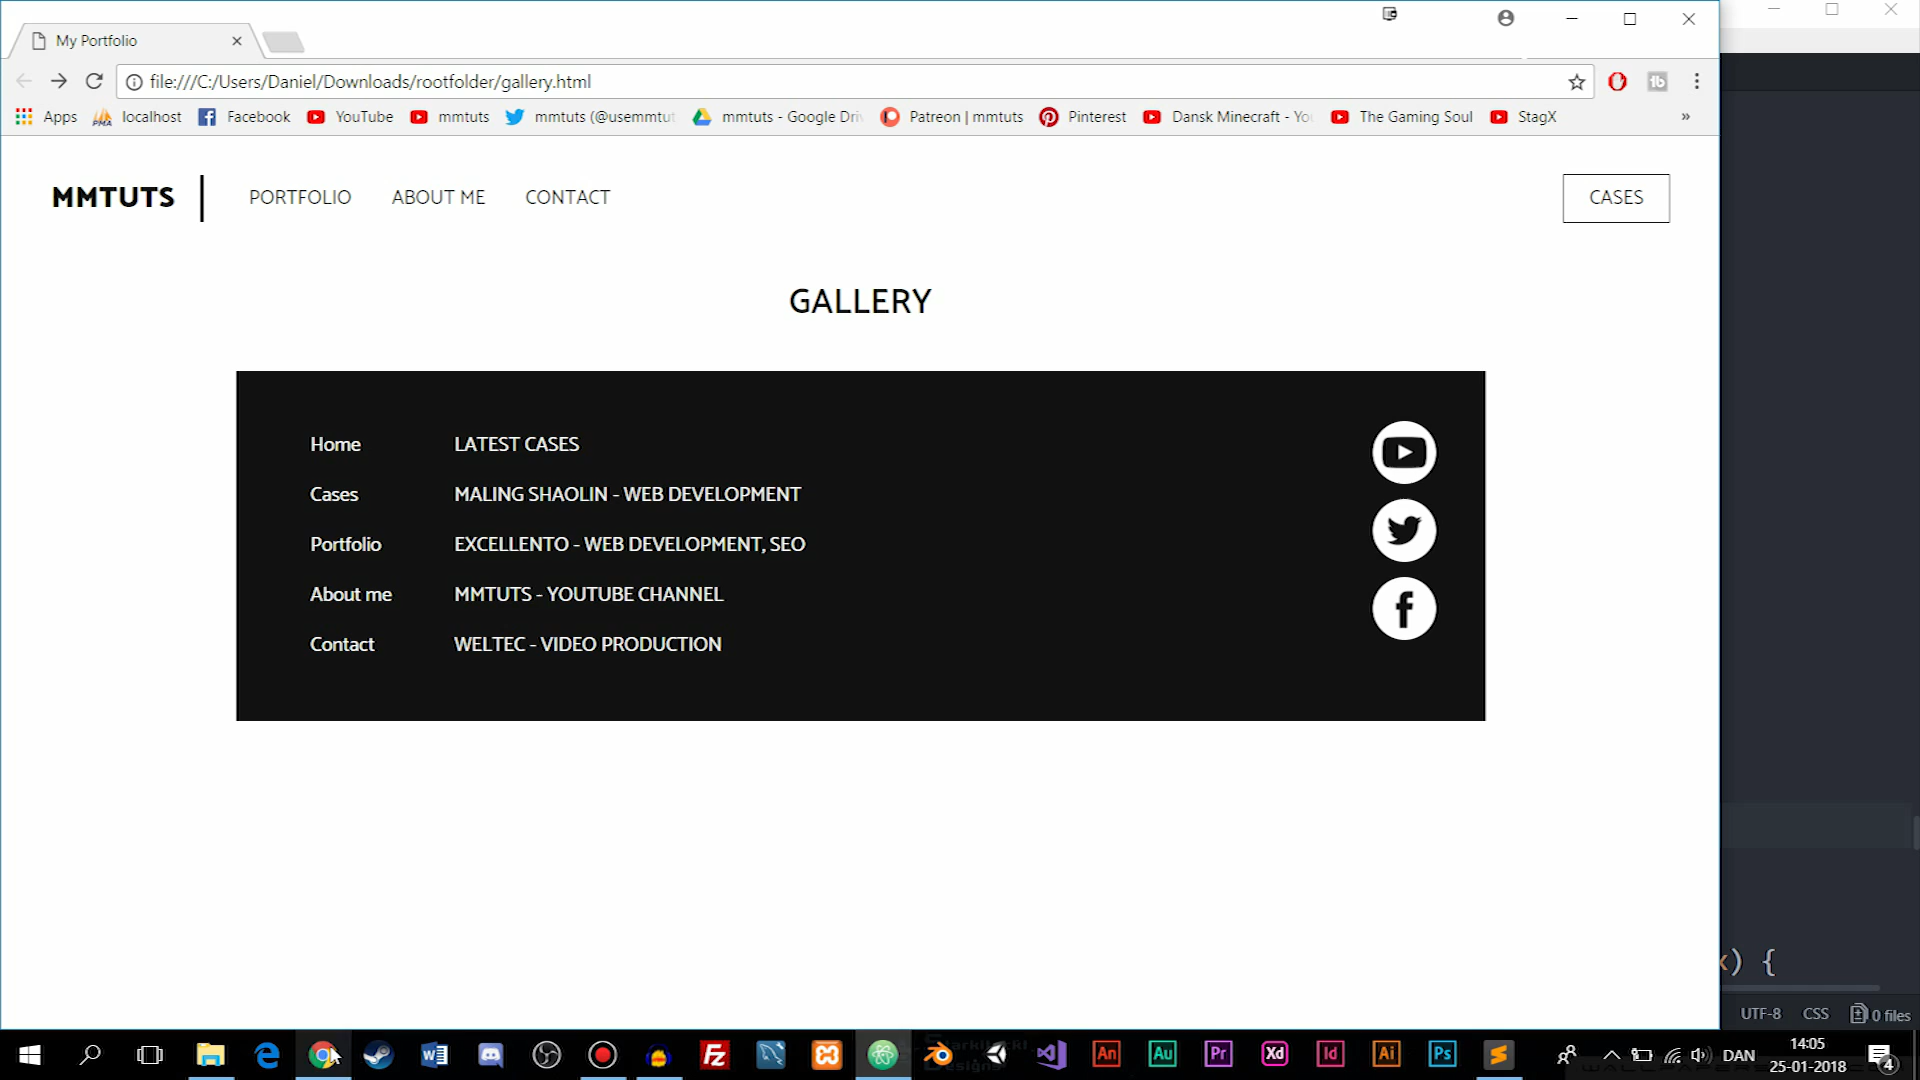 My Portfolio
file:///C:/Users/Daniel/Downloads/rootfolder/gallery.html
Apps localhost Facebook YouTube mmtuts mmtuts (@usemmtut mmtuts - Google Dri Patreon | mmtuts Pinterest Dansk Minecraft - Yo The Gaming Soul StagX »
MMTUTS PORTFOLIO ABOUT ME CONTACT CASES
GALLERY
Home LATEST CASES
Cases MALING SHAOLIN - WEB DEVELOPMENT
Portfolio EXCELLENTO - WEB DEVELOPMENT, SEO
About me MMTUTS - YOUTUBE CHANNEL
Contact WELTEC - VIDEO PRODUCTION
x) {
UTF-8 CSS 0 files
An Au Pr Xd Id Ai Ps
DAN
14:05
25-01-2018
4